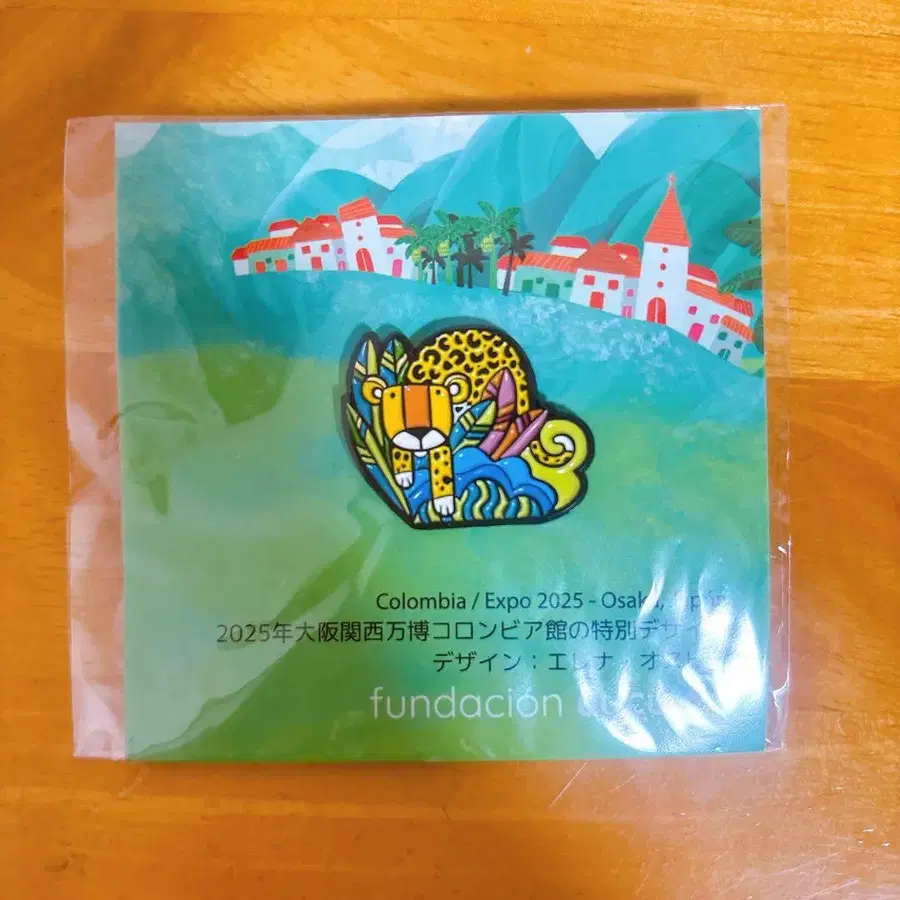 Colombia / Expo 2025 - Osaka,
2025年大阪関西万博コロンビア館の特別デザイ
デザイン：エレナ・オスト
fundación